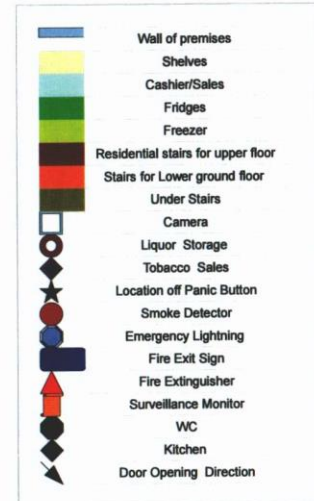 Wall of premises
Shelves
Cashier/Sales
Fridges
Freezer
Residential stairs for upper floor
Stairs for Lower ground floor
Under Stairs
Camera
Liquor Storage
Tobacco Sales
Location off Panic Button
Smoke Detector
Emergency Lightning
Fire Exit Sign
Fire Extinguisher
Surveillance Monitor
WC
Kitchen
Door Opening Direction